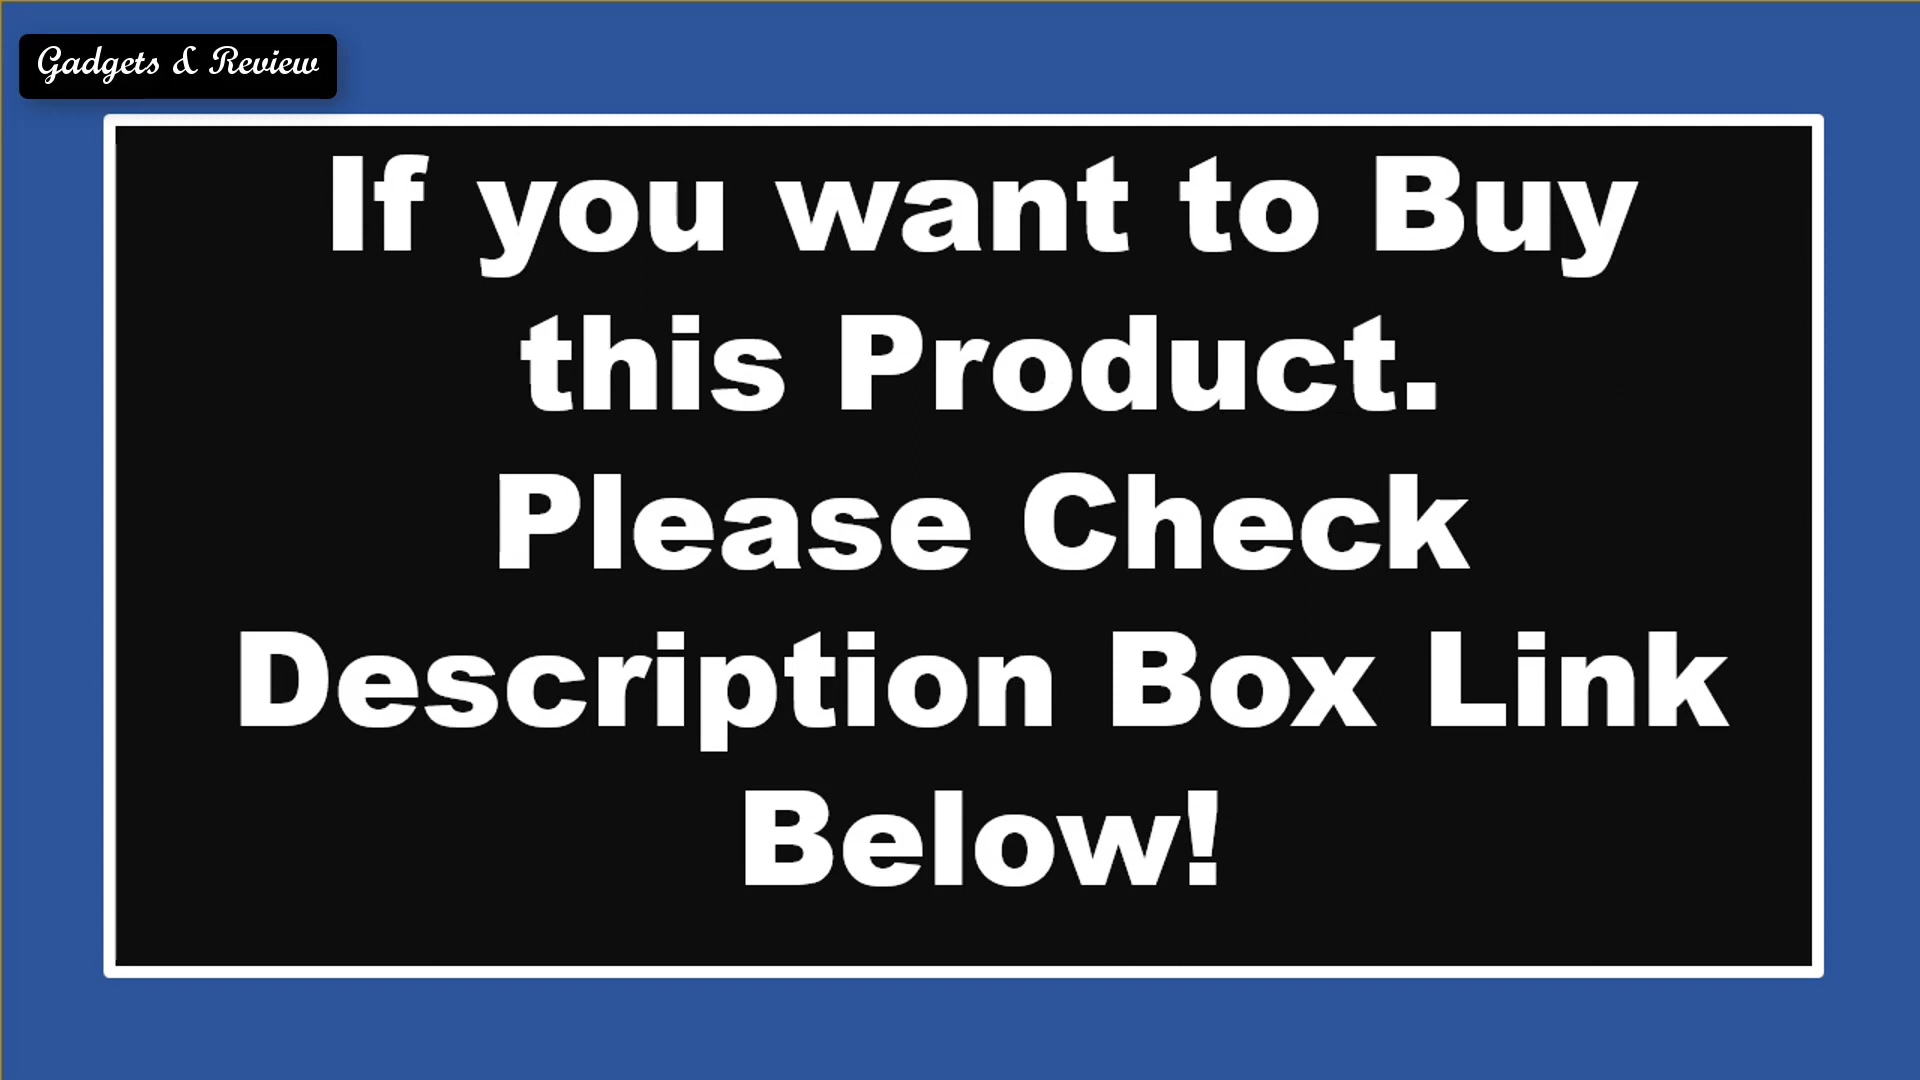 Gadgets & Review
If you want to Buy
this Product.
Please Check
Description Box Link
Below!